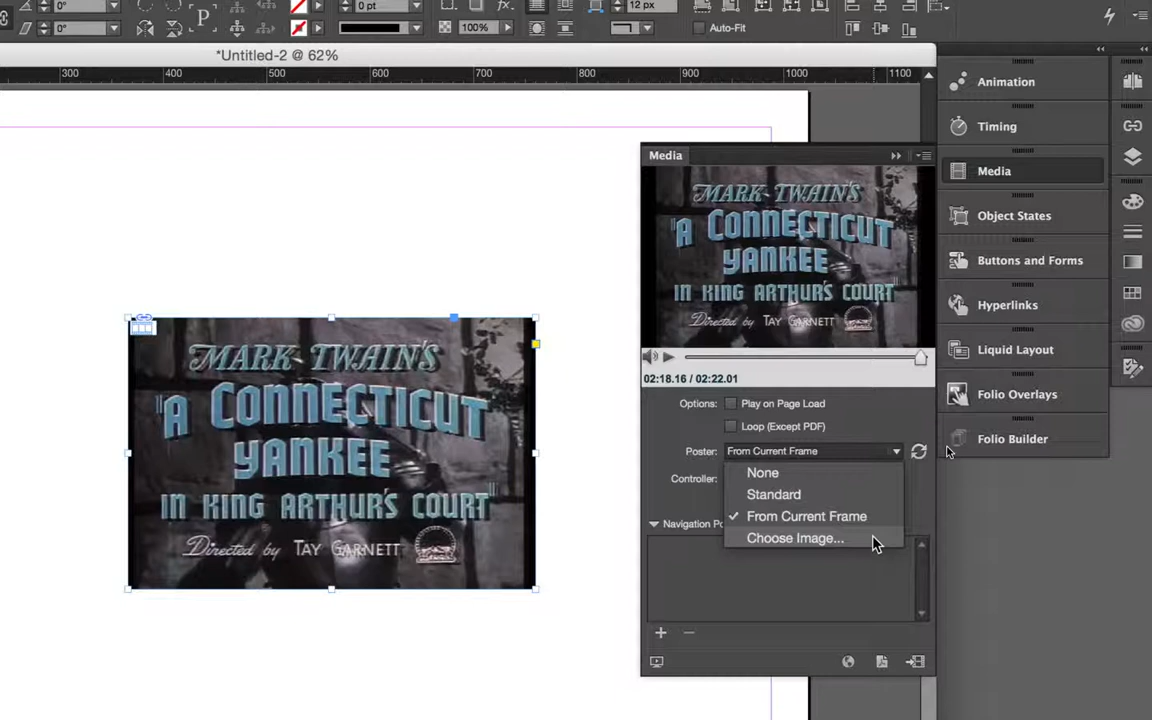 0°
0 pt
12 px
P
fx.
0°
100%
Auto-Fit
*Untitled-2 @ 62%
300
400
500
600
700
800
900
1000
1100
Animation
Timing
Media
Object States
Buttons and Forms
Hyperlinks
Liquid Layout
Folio Overlays
Folio Builder
Media
MARK TWAIN'S
"A CONNECTICUT
YANKEE
IN KING ARTHUR'S COURT"
Directed by TAY GARNETT
02:18.16 / 02:22.01
Options:
Play on Page Load
Loop (Except PDF)
Poster:
From Current Frame
Controller:
None
Standard
From Current Frame
Choose Image...
Navigation Po
MARK TWAIN'S
"A CONNECTICUT
YANKEE
IN KING ARTHUR'S COURT"
Directed by TAY GARNETT